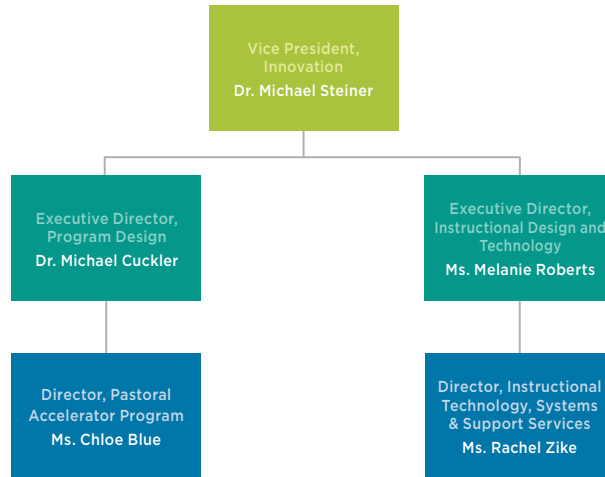 Vice President,
Innovation
Dr. Michael Steiner
Executive Director,
Program Design
Dr. Michael Cuckler
Executive Director,
Instructional Design and
Technology
Ms. Melanie Roberts
Director, Pastoral
Accelerator Program
Ms. Chloe Blue
Director, Instructional
Technology, Systems
& Support Services
Ms. Rachel Zike